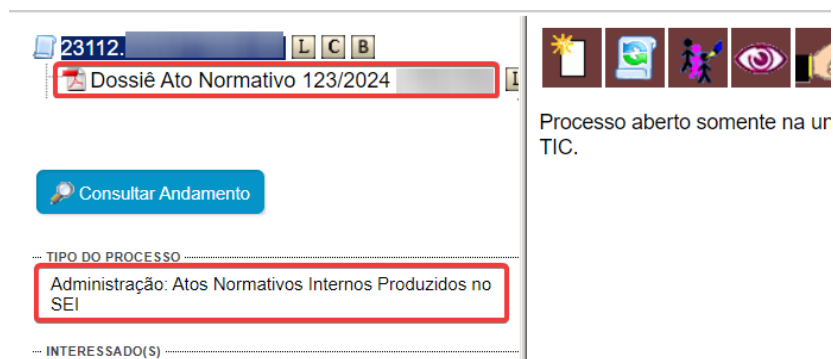 23112.
L C B
Dossiê Ato Normativo 123/2024
Processo aberto somente na
TIC.
Consultar Andamento
TIPO DO PROCESSO
Administração: Atos Normativos Internos Produzidos no
SEI
INTERESSADO(S)